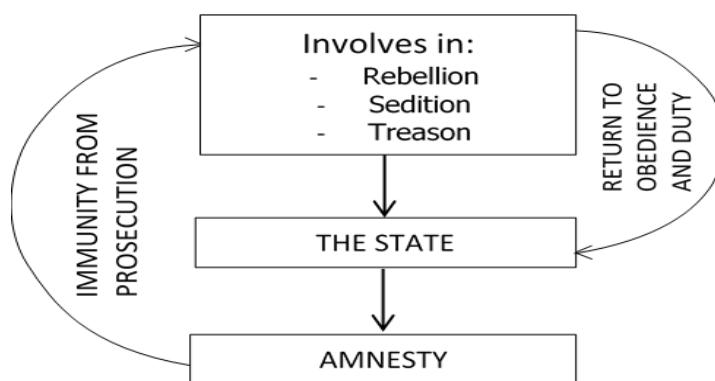 Involves in:
- Rebellion
- Sedition
- Treason
IMMUNITY FROM
PROSECUTION
RETURN TO
OBEDIENCE
AND DUTY
THE STATE
AMNESTY